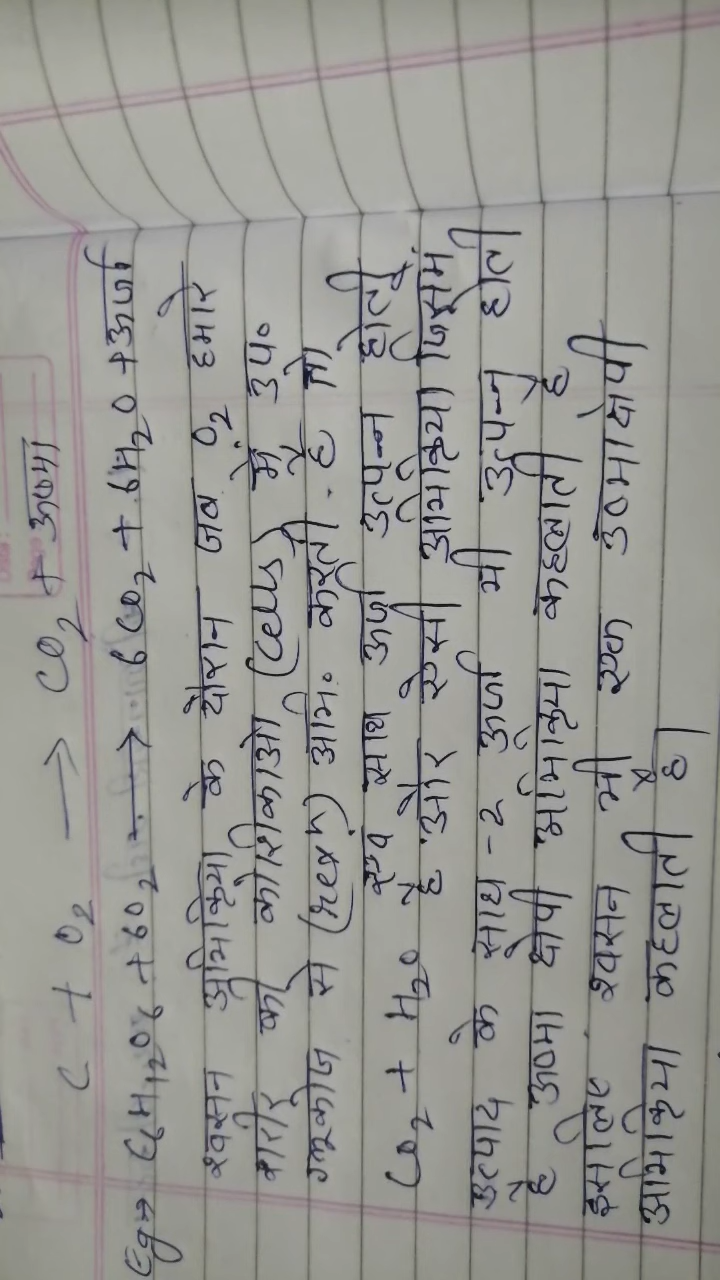 C + O2 → CO2 + ऊष्मा
Eg → C6H12O6 + 6O2 → 6CO2 + 6H2O + ऊर्जा
श्वसन अभिक्रिया के दौरान जब O2 हमारे
शरीर की कोशिकाओं (cells) में उप०
ग्लूकोज से (rexn) अभि० करती है तो
CO2 + H2O एवं साथ ऊर्जा उत्पन्न होती
है और ऐसी अभिक्रिया जिसमें
उत्पाद के साथ-2 ऊर्जा भी उत्पन्न होती
है ऊष्माक्षेपी अभिक्रिया कहलाती है
इसलिए श्वसन भी एक ऊष्माक्षेपी
अभिक्रिया कहलाती है।